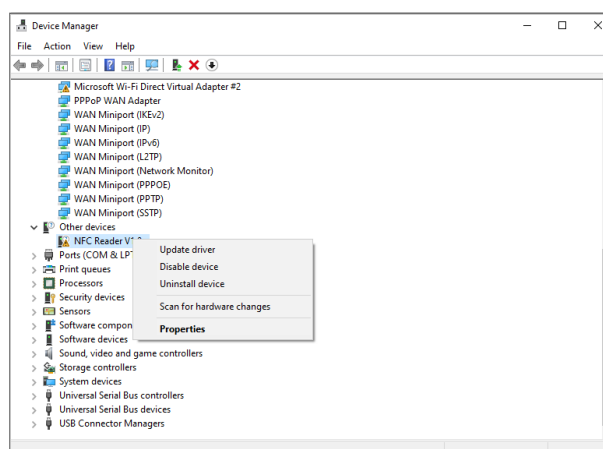 Device Manager
File Action View Help
Microsoft Wi-Fi Direct Virtual Adapter #2
PPPoP WAN Adapter
WAN Miniport (IKEv2)
WAN Miniport (IP)
WAN Miniport (IPv6)
WAN Miniport (L2TP)
WAN Miniport (Network Monitor)
WAN Miniport (PPPOE)
WAN Miniport (PPTP)
WAN Miniport (SSTP)
Other devices
NFC Reader
Update driver
Ports (COM & LPT
Disable device
Print queues
Processors
Uninstall device
Security devices
Sensors
Scan for hardware changes
Software compon
Properties
Software devices
Sound, video and game controllers
Storage controllers
System devices
Universal Serial Bus controllers
Universal Serial Bus devices
USB Connector Managers